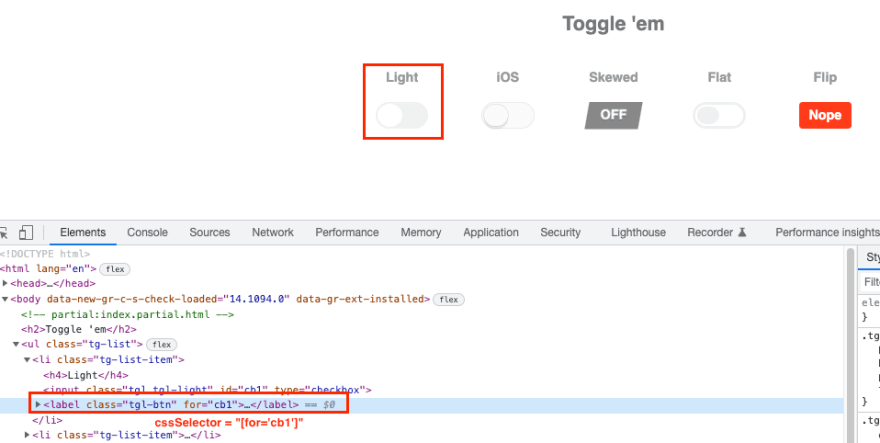 Toggle 'em
Light iOS Skewed Flat Flip
OFF Nope
Elements Console Sources Network Performance Memory Application Security Lighthouse Recorder Performance insights
<!DOCTYPE html>
<html lang="en"> flex
<head>…</head>
<body data-new-gr-c-s-check-loaded="14.1094.0" data-gr-ext-installed> flex
<!-- partial:index.partial.html -->
<h2>Toggle 'em</h2>
<ul class="tg-list"> flex
<li class="tg-list-item">
<h4>Light</h4>
<input class="tgl tgl-light" id="cb1" type="checkbox">
<label class="tgl-btn" for="cb1">…</label> == $0
</li>
cssSelector = "[for='cb1']"
<li class="tg-list-item">…</li>
Sty
Filte
ele
}
.tg
}
.tg